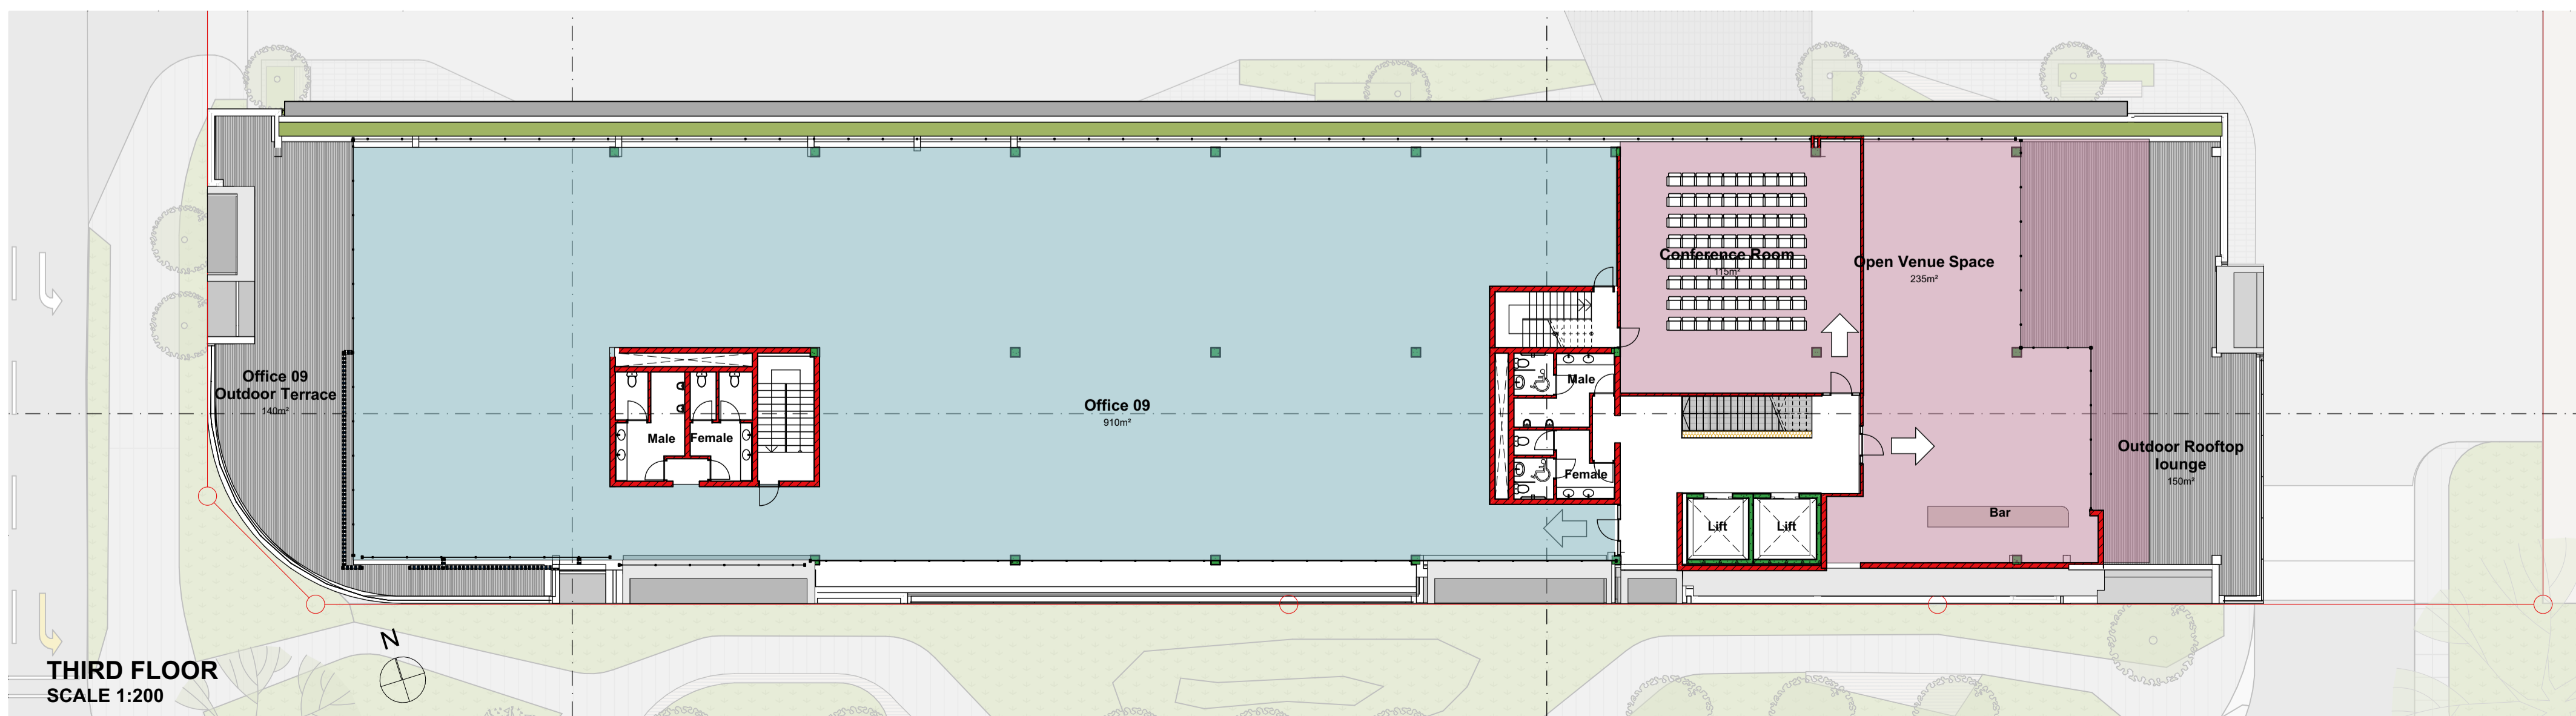 Office 09
Outdoor Terrace
140m²
Male
Female
Office 09
910m²
Male
Female
Conference Room
115m²
Open Venue Space
235m²
Lift
Lift
Bar
Outdoor Rooftop
lounge
150m²
N
THIRD FLOOR
SCALE 1:200